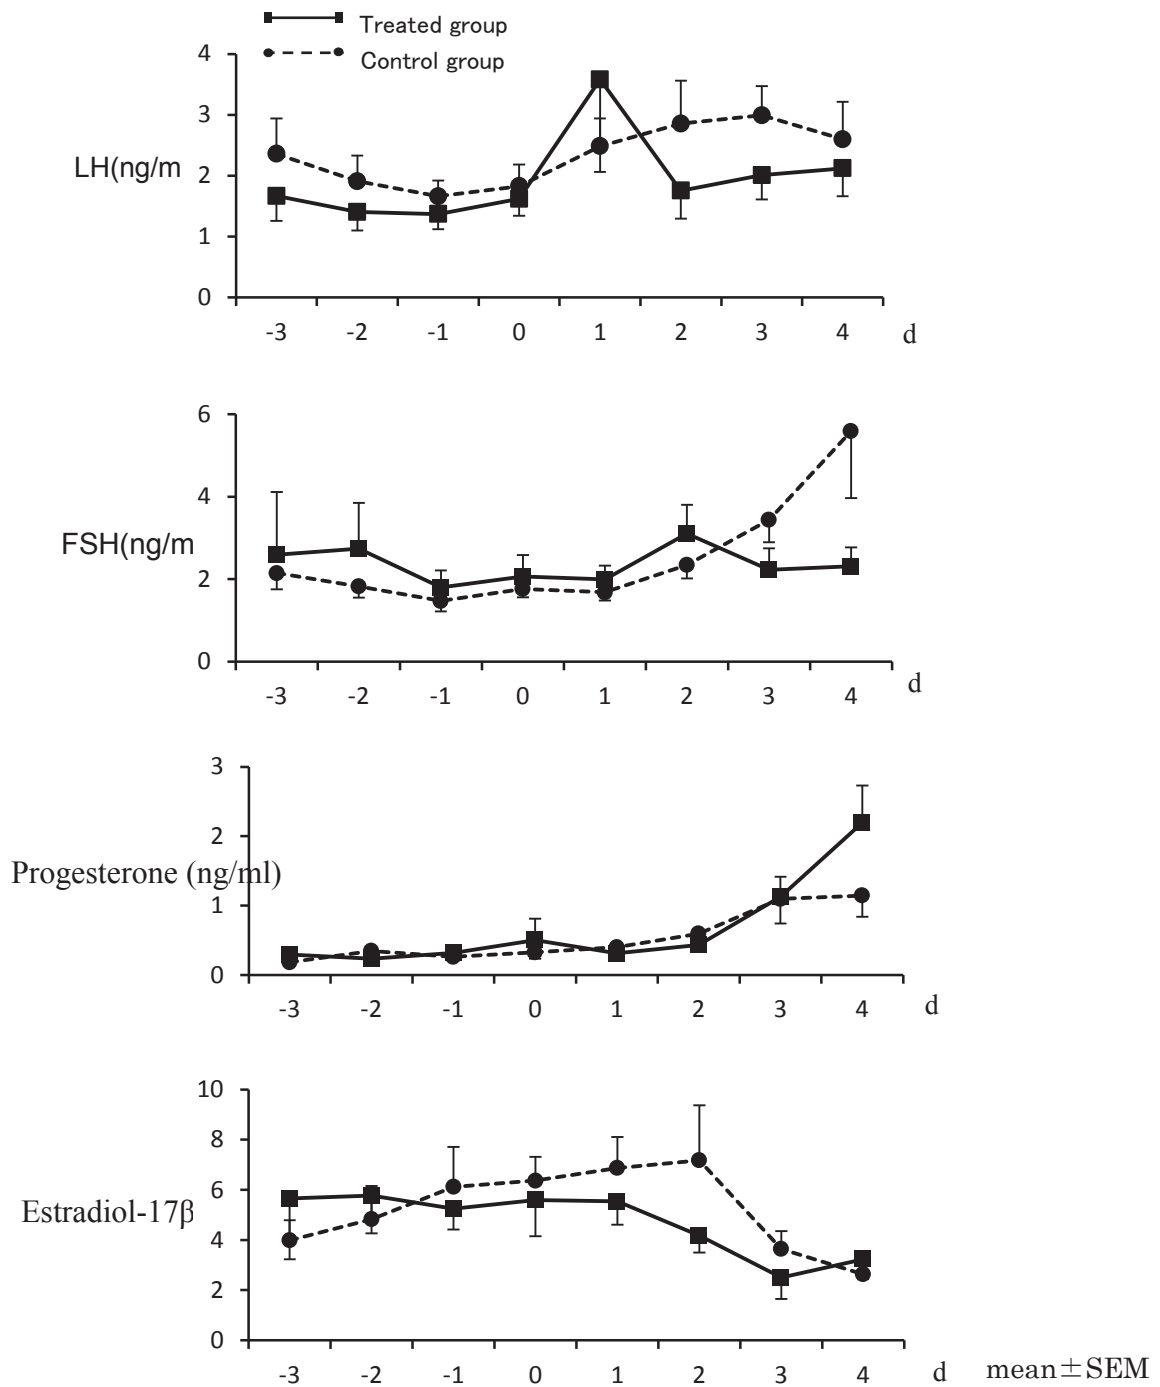 Treated group
Control group
4
3
LH(ng/m
2
1
0
-3 -2 -1 0 1 2 3 4 d
6
4
FSH(ng/m
2
0
-3 -2 -1 0 1 2 3 4 d
3
2
Progesterone (ng/ml)
1
0
-3 -2 -1 0 1 2 3 4 d
10
8
6
Estradiol-17β
4
2
0
-3 -2 -1 0 1 2 3 4 d mean±SEM